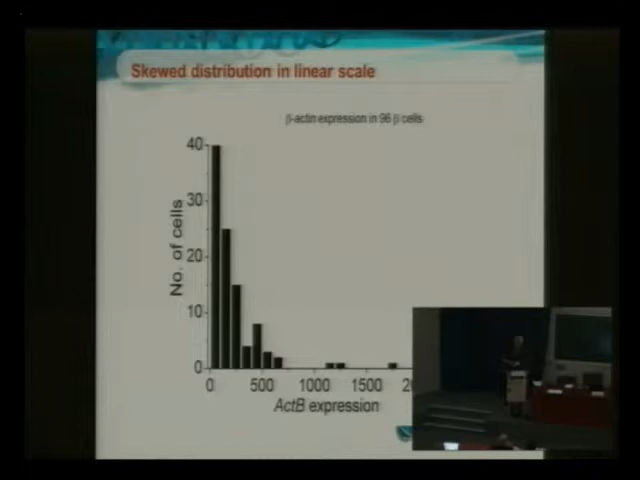 Skewed distribution in linear scale
β-actin expression in 96 β cells
No. of cells
40
30
20
10
0
0 500 1000 1500
ActB expression